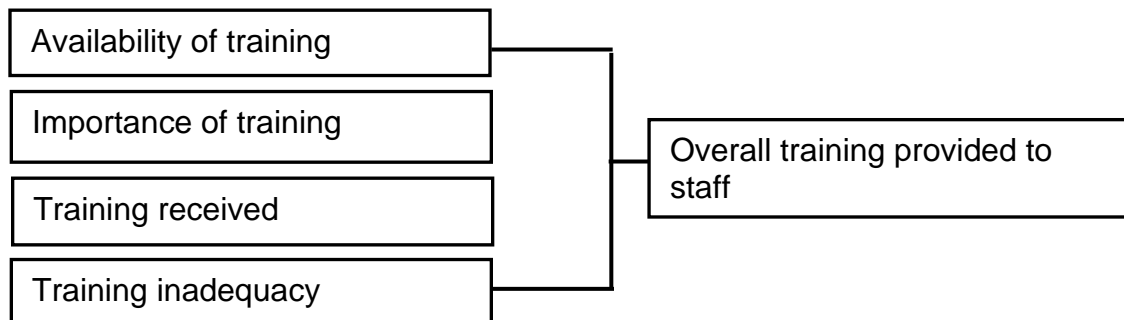 Availability of training
Importance of training
Training received
Training inadequacy
Overall training provided to
staff